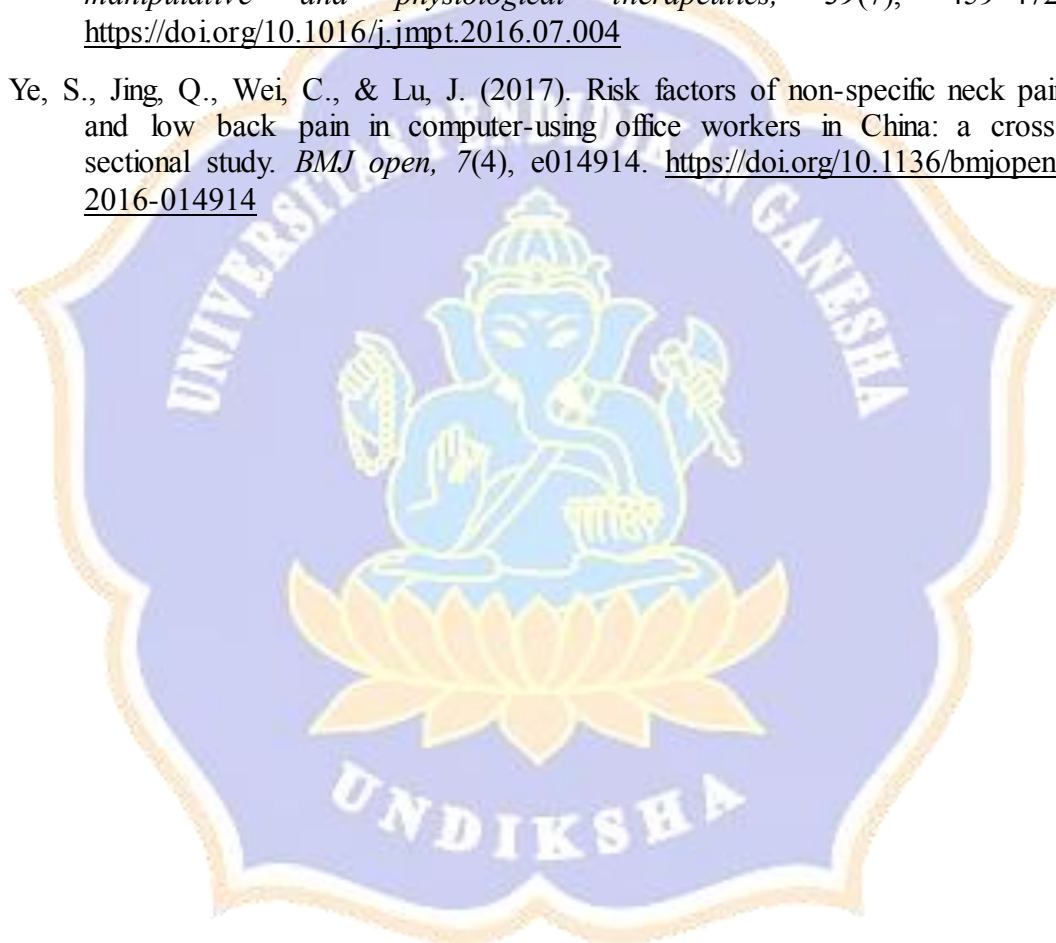 manipulative and physiological therapeutics, 39(7), 459–472
https://doi.org/10.1016/j.jmpt.2016.07.004
Ye, S., Jing, Q., Wei, C., & Lu, J. (2017). Risk factors of non-specific neck pain
and low back pain in computer-using office workers in China: a cross
sectional study. BMJ open, 7(4), e014914. https://doi.org/10.1136/bmjopen
2016-014914
UNIVERSITAS PENDIDIKAN GANESHA
UNDIKSHA